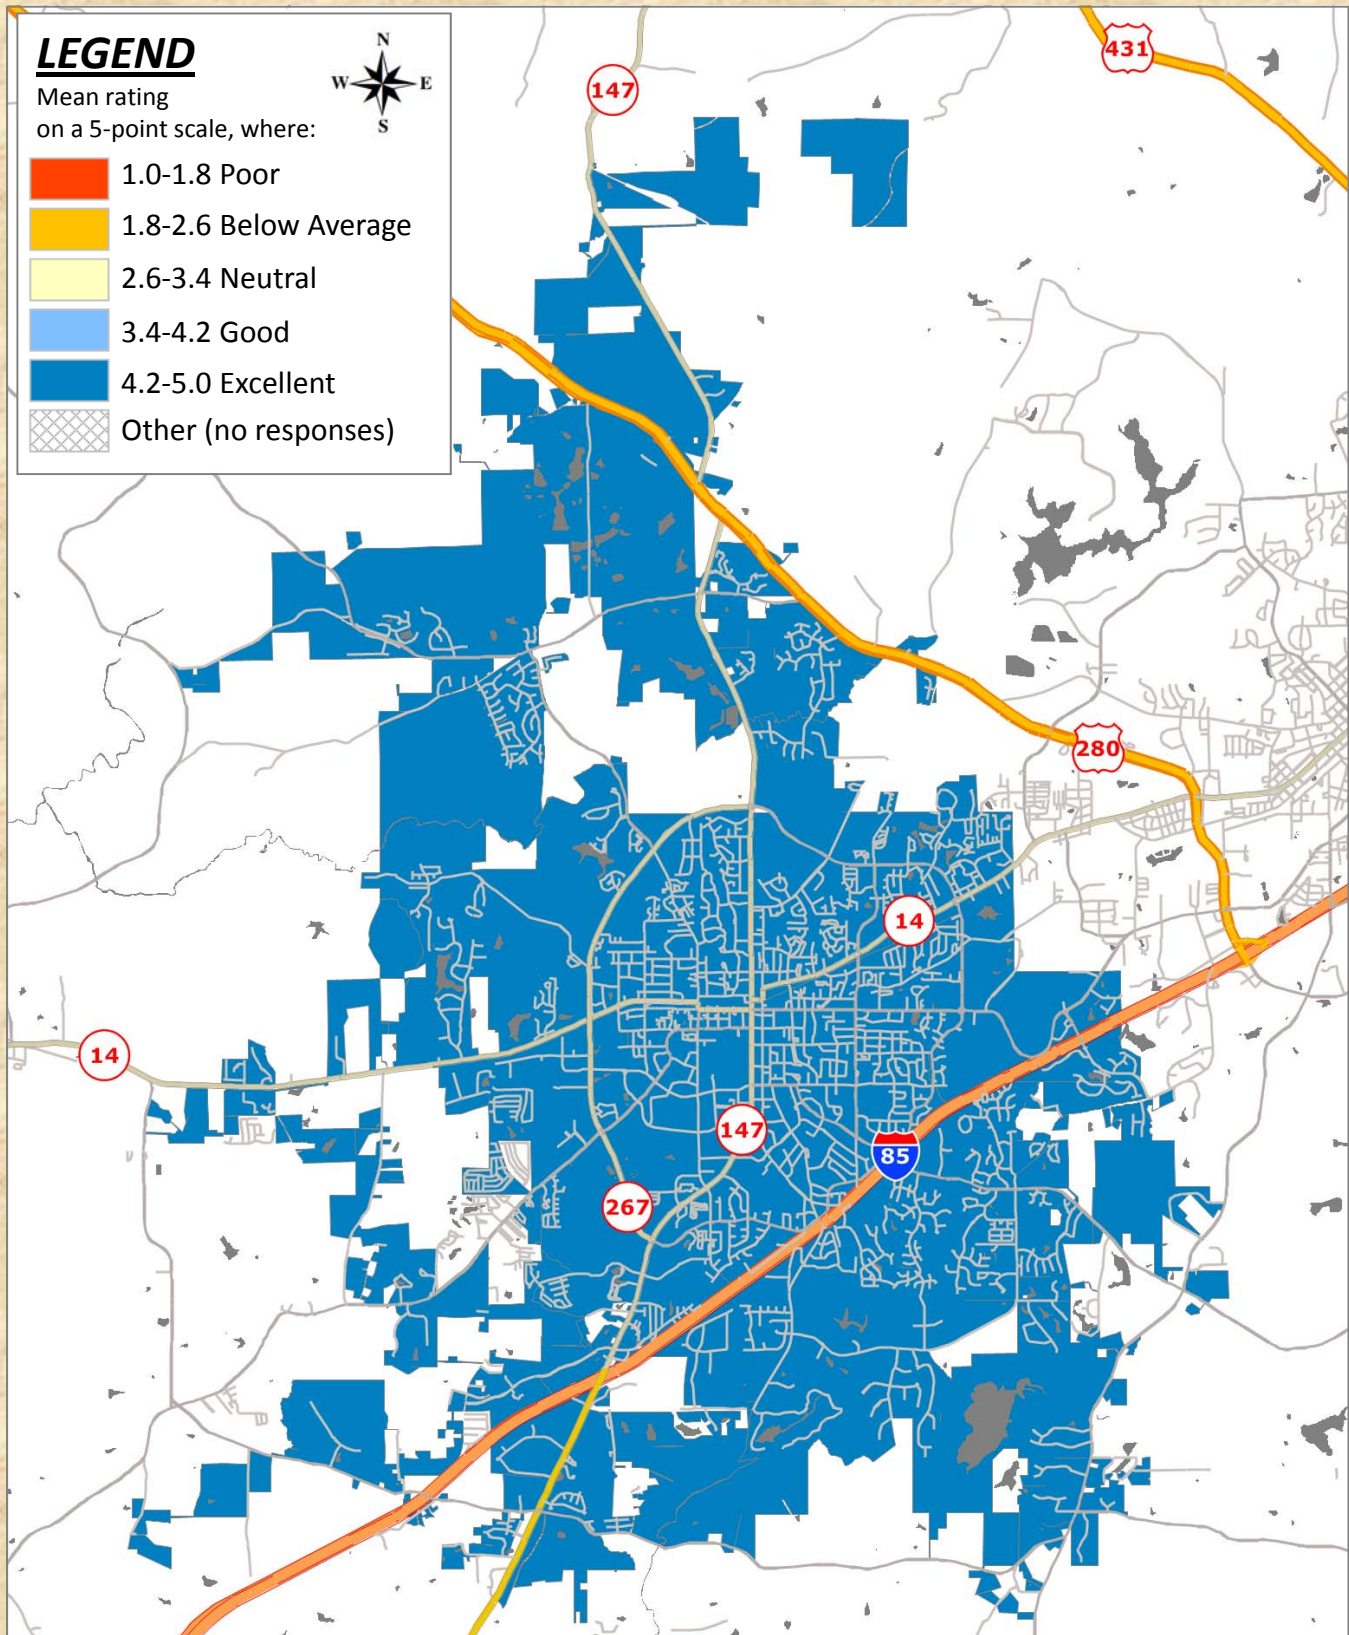 LEGEND
Mean rating
on a 5-point scale, where:
1.0-1.8 Poor
1.8-2.6 Below Average
2.6-3.4 Neutral
3.4-4.2 Good
4.2-5.0 Excellent
Other (no responses)
N
W E
S
431
147
280
14
14
147
85
267